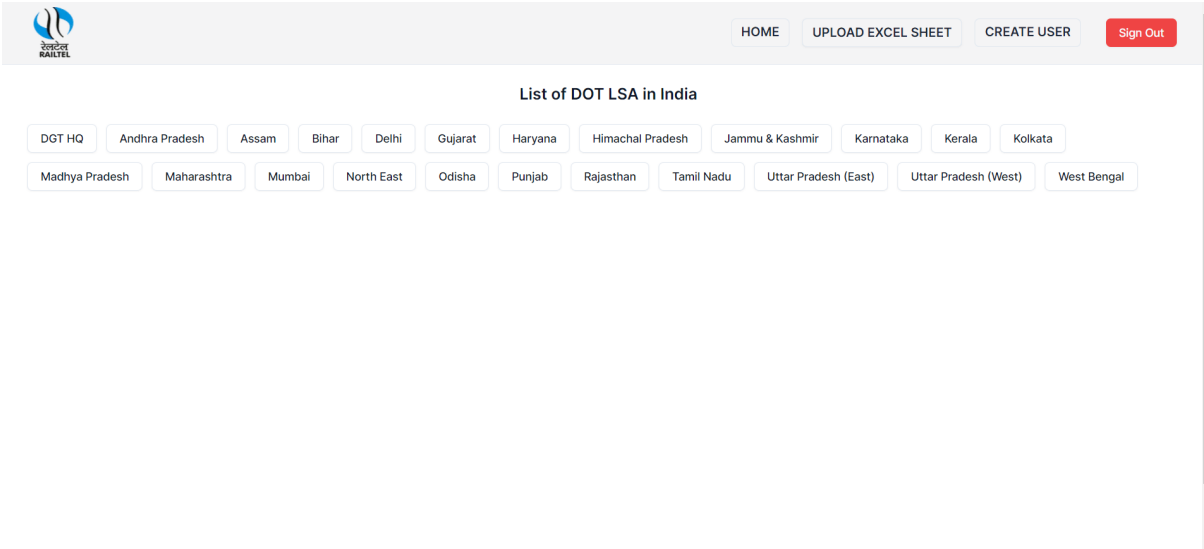 रेलटेल
RAILTEL
HOME UPLOAD EXCEL SHEET CREATE USER Sign Out
List of DOT LSA in India
DGT HQ Andhra Pradesh Assam Bihar Delhi Gujarat Haryana Himachal Pradesh Jammu & Kashmir Karnataka Kerala Kolkata
Madhya Pradesh Maharashtra Mumbai North East Odisha Punjab Rajasthan Tamil Nadu Uttar Pradesh (East) Uttar Pradesh (West) West Bengal